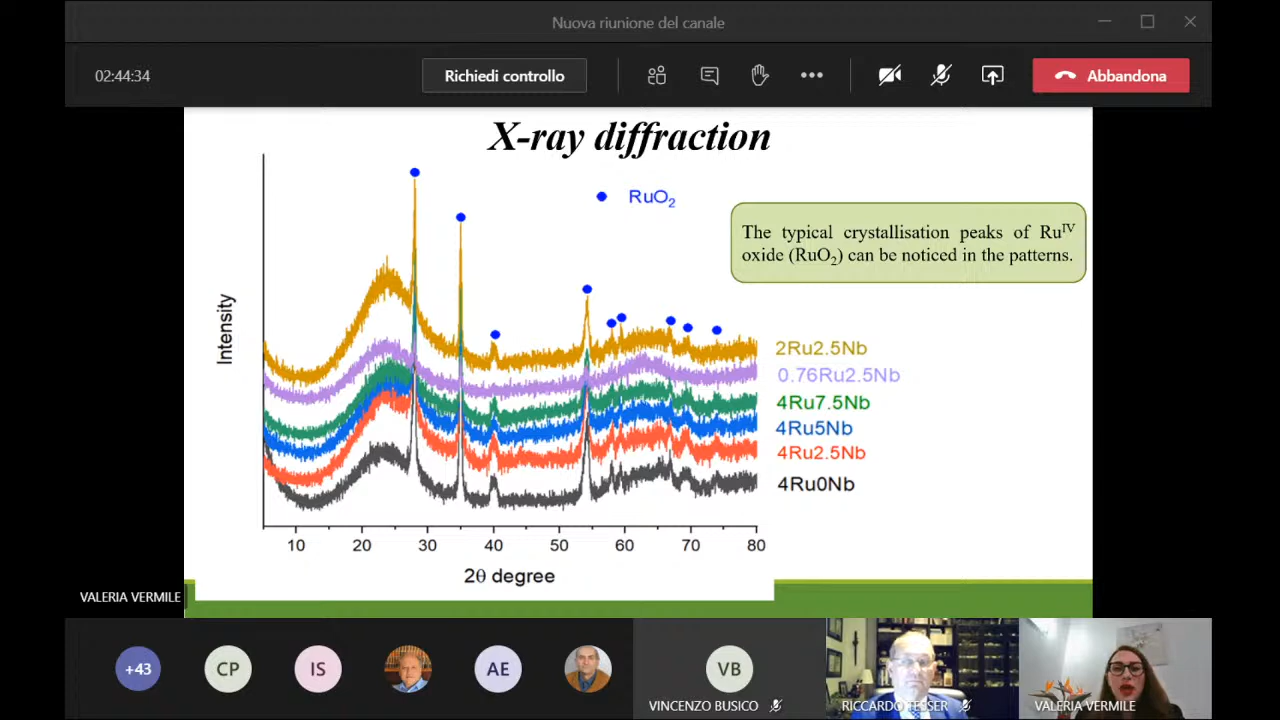 Nuova riunione del canale
02:44:34
Richiedi controllo
Abbandona
X-ray diffraction
RuO₂
The typical crystallisation peaks of Ruᴵⱽ
oxide (RuO₂) can be noticed in the patterns.
Intensity
2Ru2.5Nb
0.76Ru2.5Nb
4Ru7.5Nb
4Ru5Nb
4Ru2.5Nb
4Ru0Nb
10 20 30 40 50 60 70 80
2θ degree
VALERIA VERMILE
+43
CP
IS
AE
VB
VINCENZO BUSICO
RICCARDO TESSER
VALERIA VERMILE